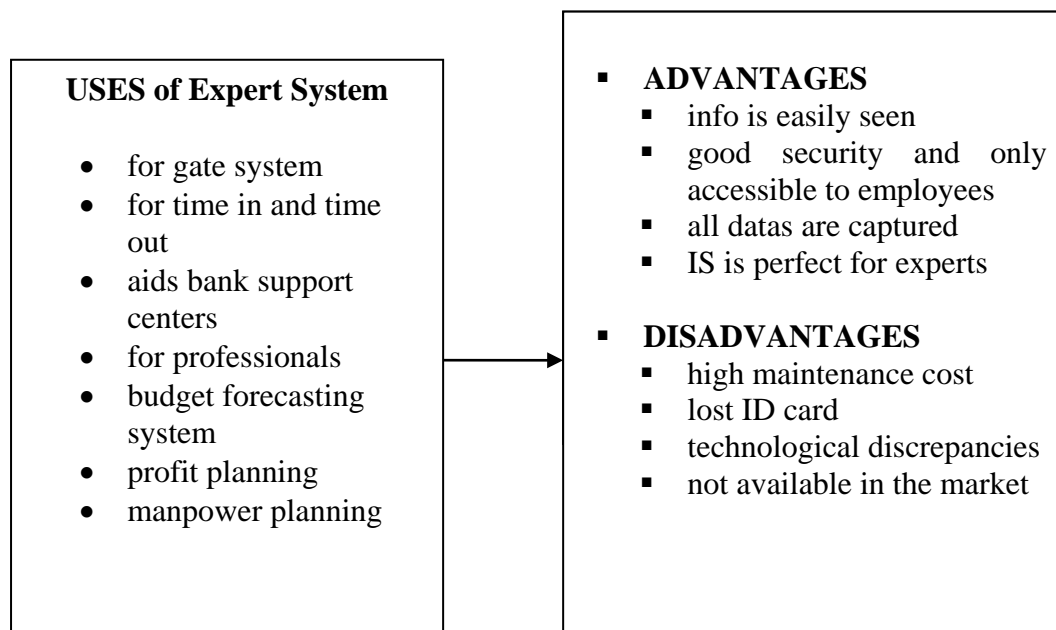 USES of Expert System
• for gate system
• for time in and time
out
• aids bank support
centers
• for professionals
• budget forecasting
system
• profit planning
• manpower planning
▪ ADVANTAGES
▪ info is easily seen
▪ good security and only
accessible to employees
▪ all datas are captured
▪ IS is perfect for experts
▪ DISADVANTAGES
▪ high maintenance cost
▪ lost ID card
▪ technological discrepancies
▪ not available in the market